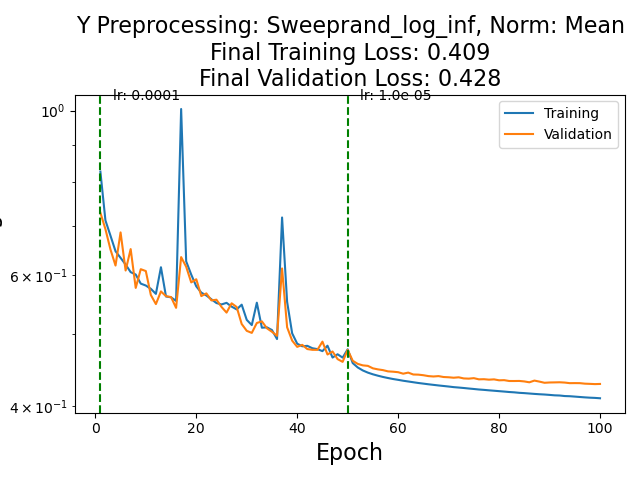 Y Preprocessing: Sweeprand_log_inf, Norm: Mean
Final Training Loss: 0.409
Final Validation Loss: 0.428
lr: 0.0001
lr: 1.0e-05
Training
Validation
10⁰
6 × 10⁻¹
4 × 10⁻¹
0
20
40
60
80
100
Epoch